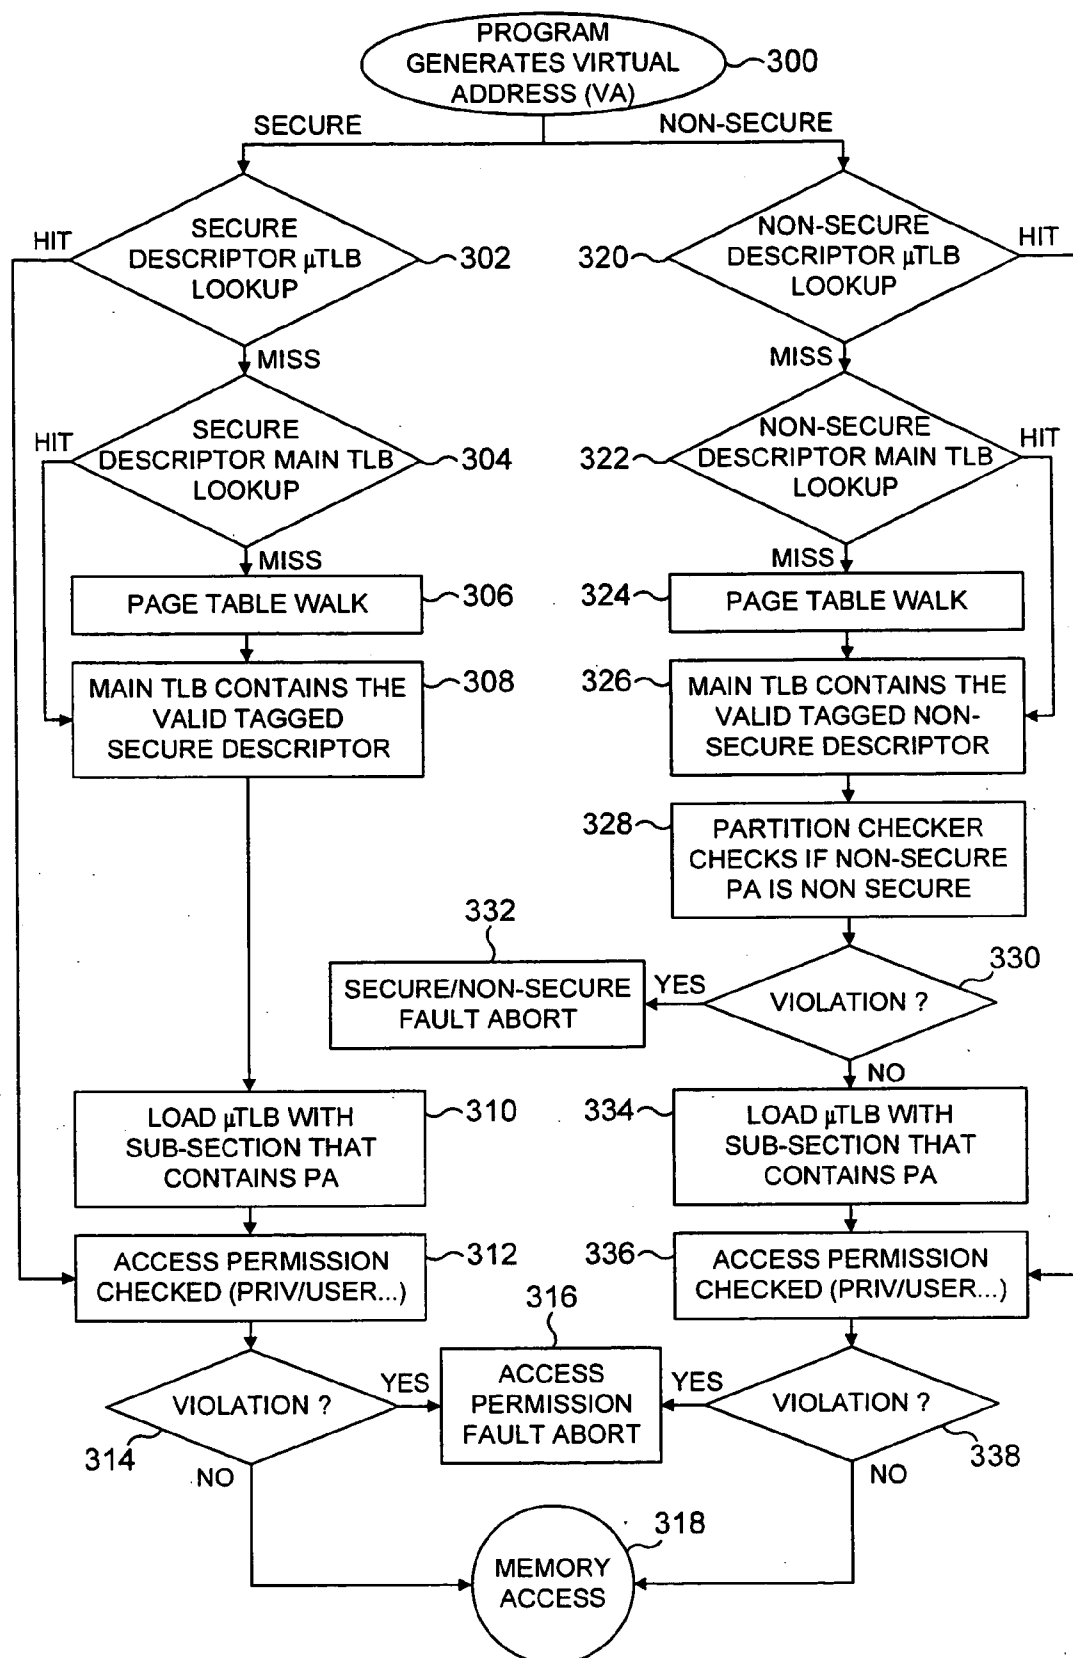 PROGRAM
GENERATES VIRTUAL
ADDRESS (VA)
300
SECURE
NON-SECURE
HIT
SECURE
DESCRIPTOR µTLB
LOOKUP
302
320
NON-SECURE
DESCRIPTOR µTLB
LOOKUP
HIT
MISS
MISS
HIT
SECURE
DESCRIPTOR MAIN TLB
LOOKUP
304
322
NON-SECURE
DESCRIPTOR MAIN TLB
LOOKUP
HIT
MISS
MISS
PAGE TABLE WALK
306
324
PAGE TABLE WALK
MAIN TLB CONTAINS THE
VALID TAGGED
SECURE DESCRIPTOR
308
326
MAIN TLB CONTAINS THE
VALID TAGGED NON-
SECURE DESCRIPTOR
328
PARTITION CHECKER
CHECKS IF NON-SECURE
PA IS NON SECURE
332
SECURE/NON-SECURE
FAULT ABORT
YES
VIOLATION ?
330
NO
LOAD µTLB WITH
SUB-SECTION THAT
CONTAINS PA
310
334
LOAD µTLB WITH
SUB-SECTION THAT
CONTAINS PA
ACCESS PERMISSION
CHECKED (PRIV/USER...)
312
336
ACCESS PERMISSION
CHECKED (PRIV/USER...)
316
VIOLATION ?
314
YES
ACCESS
PERMISSION
FAULT ABORT
YES
VIOLATION ?
338
NO
NO
318
MEMORY
ACCESS